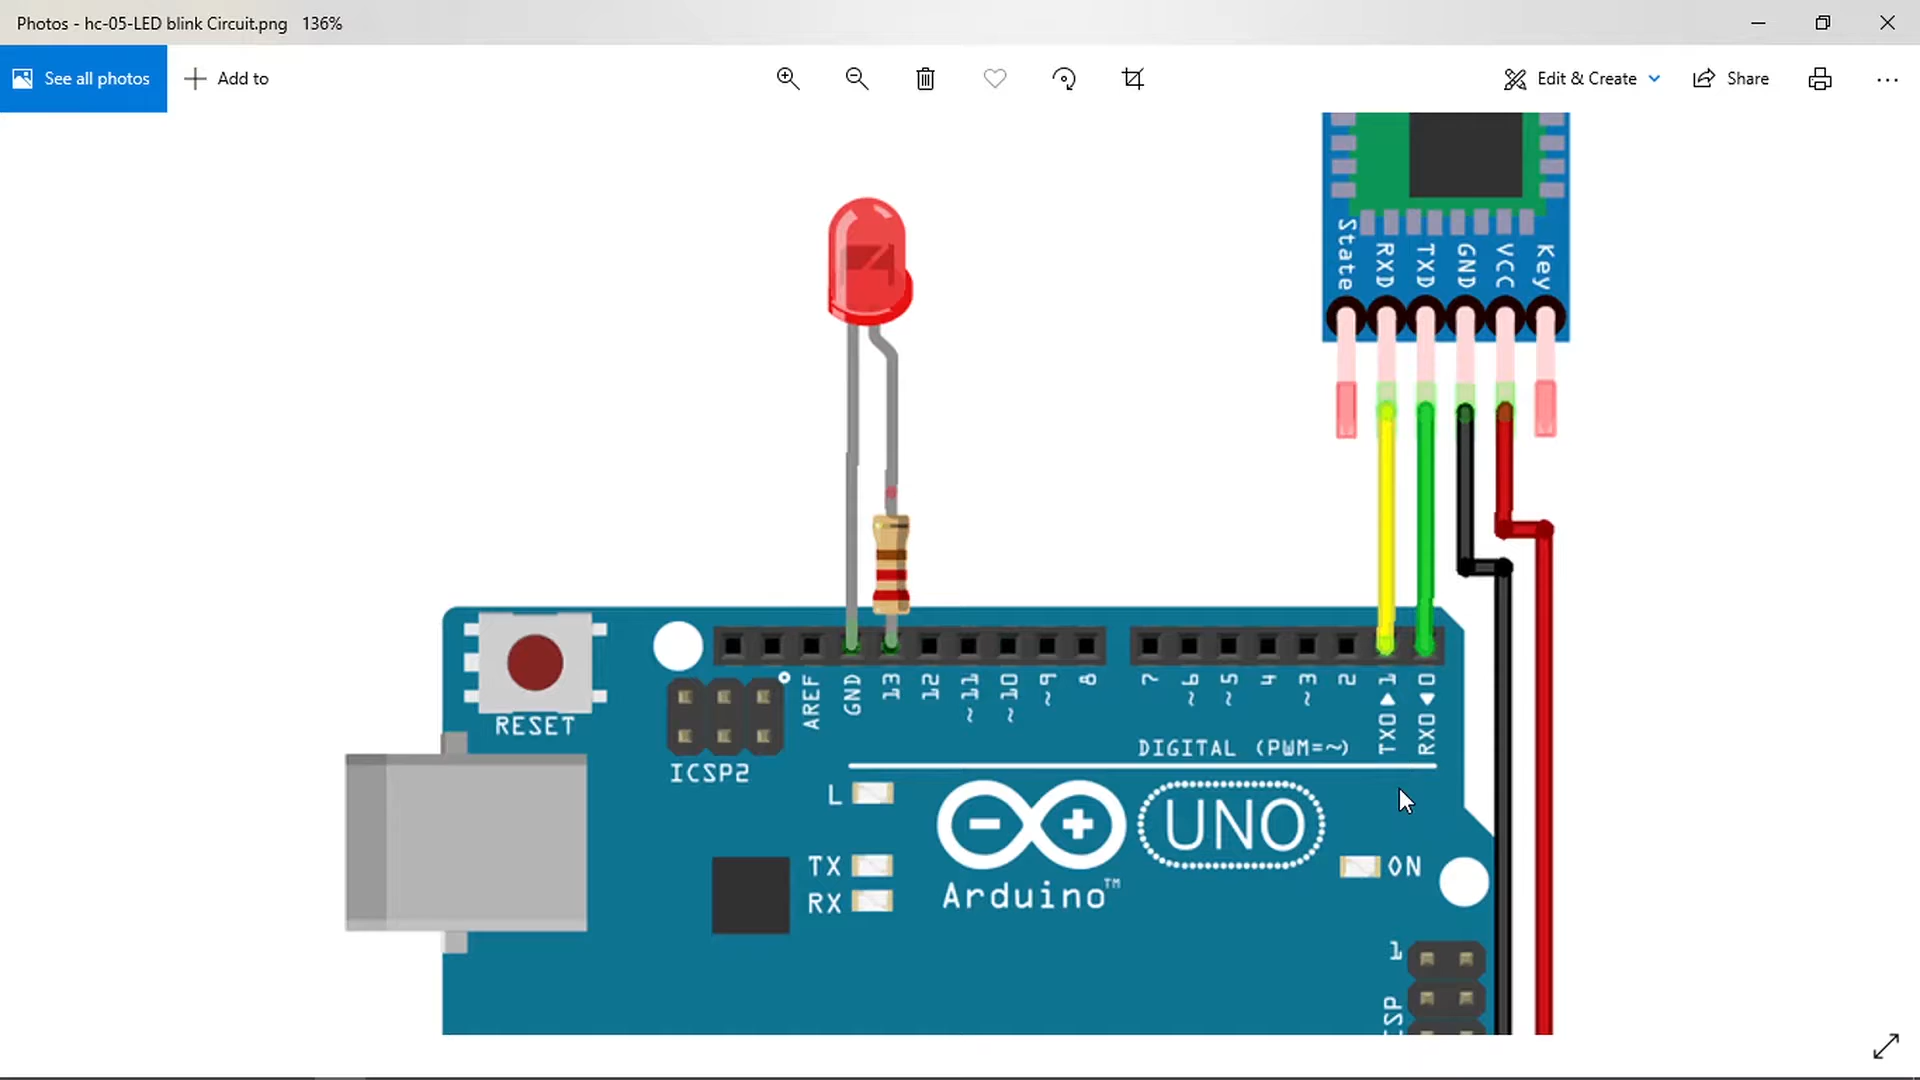 Photos - hc-05-LED blink Circuit.png 136%
See all photos
Add to
Edit & Create
Share
State
RXD
TXD
GND
VCC
Key
RESET
ICSP2
AREF
GND
13
12
~11
~10
~9
8
7
~6
~5
4
~3
2
TX0▶1
RX0◀0
DIGITAL (PWM=~)
L
TX
RX
UNO
Arduino™
ON
1